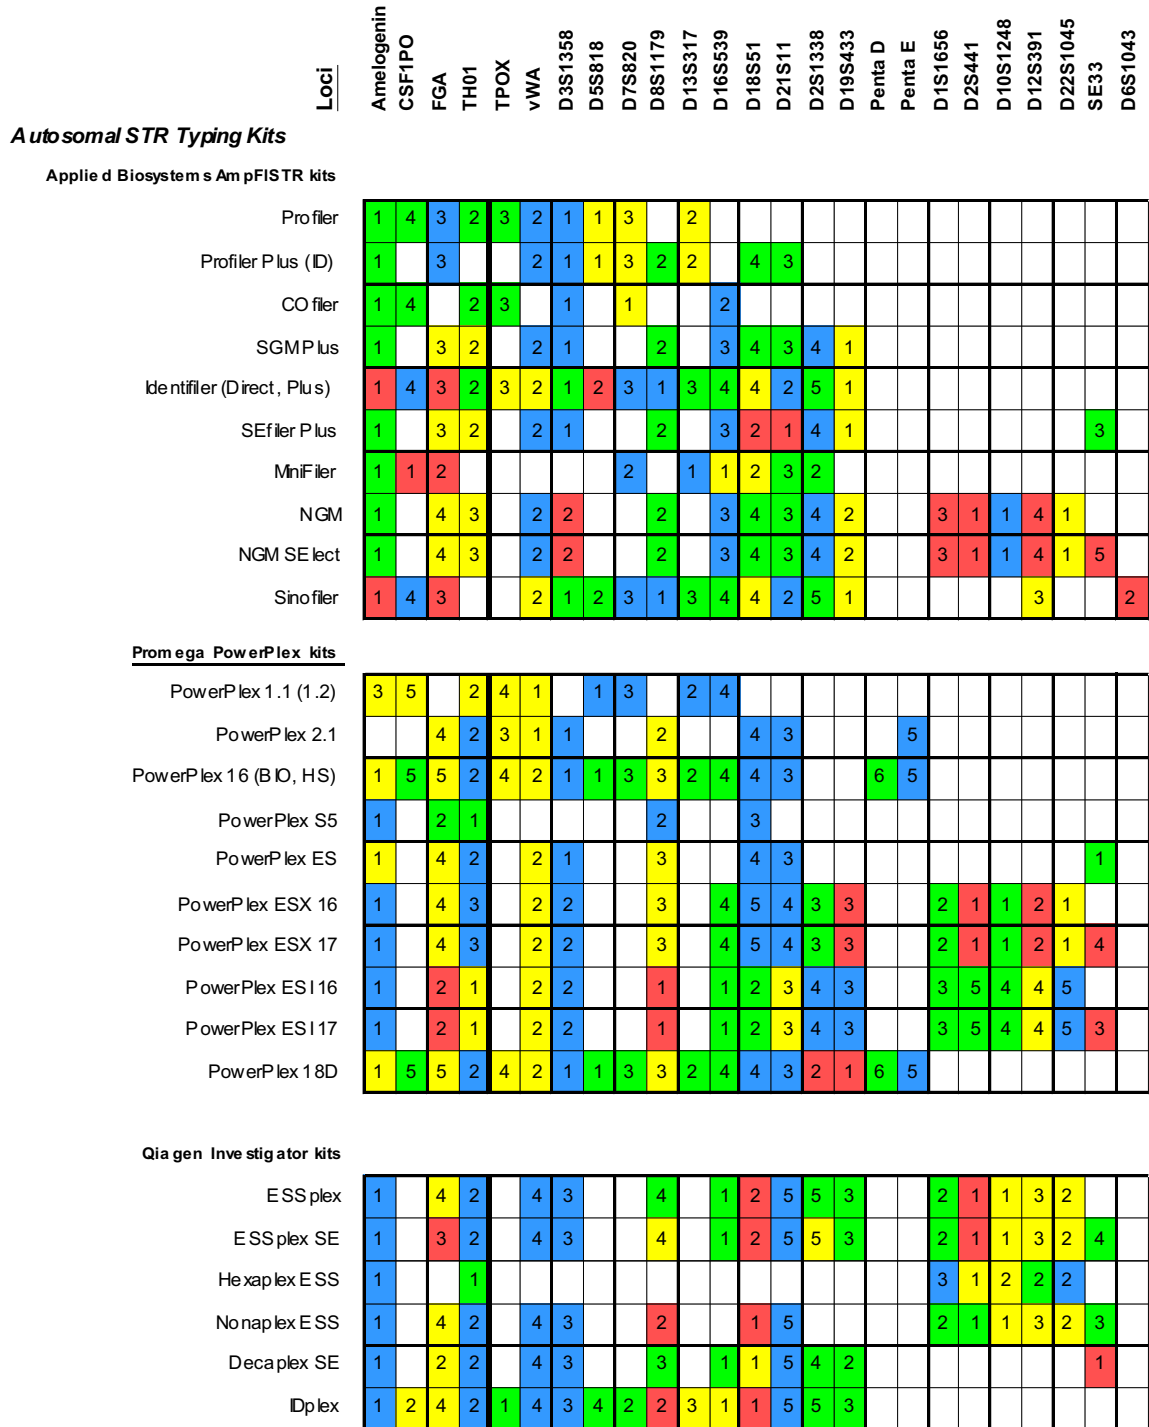 Loci Amelogenin CSF1PO FGA TH01 TPOX vWA D3S1358 D5S818 D7S820 D8S1179 D13S317 D16S539 D18S51 D21S11 D2S1338 D19S433 Penta D Penta E D1S1656 D2S441 D10S1248 D12S391 D22S1045 SE33 D6S1043
Autosomal STR Typing Kits
Applied Biosystems AmpFlSTR kits
Profiler 1 4 3 2 3 2 1 1 3 2
Profiler Plus (ID) 1 3 2 1 1 3 2 2 4 3
COfiler 1 4 2 3 1 1 2
SGM Plus 1 3 2 2 1 2 3 4 3 4 1
Identifiler (Direct, Plus) 1 4 3 2 3 2 1 2 3 1 3 4 4 2 5 1
SEfiler Plus 1 3 2 2 1 2 3 2 1 4 1 3
MiniFiler 1 1 2 2 1 1 2 3 2
NGM 1 4 3 2 2 2 3 4 3 4 2 3 1 1 4 1
NGM SElect 1 4 3 2 2 2 3 4 3 4 2 3 1 1 4 1 5
Sinofiler 1 4 3 2 1 2 3 1 3 4 4 2 5 1 3 2
Promega PowerPlex kits
PowerPlex 1.1 (1.2) 3 5 2 4 1 1 3 2 4
PowerPlex 2.1 4 2 3 1 1 2 4 3 5
PowerPlex 16 (BIO, HS) 1 5 5 2 4 2 1 1 3 3 2 4 4 3 6 5
PowerPlex S5 1 2 1 2 3
PowerPlex ES 1 4 2 2 1 3 4 3 1
PowerPlex ESX 16 1 4 3 2 2 3 4 5 4 3 3 2 1 1 2 1
PowerPlex ESX 17 1 4 3 2 2 3 4 5 4 3 3 2 1 1 2 1 4
PowerPlex ESI 16 1 2 1 2 2 1 1 2 3 4 3 3 5 4 4 5
PowerPlex ESI 17 1 2 1 2 2 1 1 2 3 4 3 3 5 4 4 5 3
PowerPlex 18D 1 5 5 2 4 2 1 1 3 3 2 4 4 3 2 1 6 5
Qiagen Investigator kits
ESSplex 1 4 2 4 3 4 1 2 5 5 3 2 1 1 3 2
ESSplex SE 1 3 2 4 3 4 1 2 5 5 3 2 1 1 3 2 4
Hexaplex ESS 1 1 3 1 2 2 2
Nonaplex ESS 1 4 2 4 3 2 1 5 2 1 1 3 2 3
Decaplex SE 1 2 2 4 3 3 1 1 5 4 2 1
IDplex 1 2 4 2 1 4 3 4 2 2 3 1 1 5 5 3